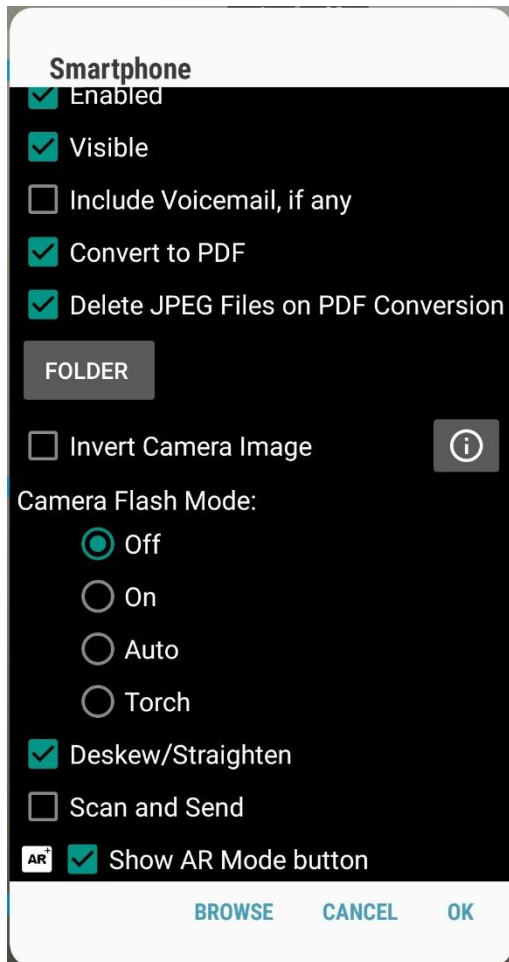 Smartphone
Enabled
Visible
Include Voicemail, if any
Convert to PDF
Delete JPEG Files on PDF Conversion
FOLDER
Invert Camera Image
Camera Flash Mode:
Off
On
Auto
Torch
Deskew/Straighten
Scan and Send
AR+ Show AR Mode button
BROWSE CANCEL OK